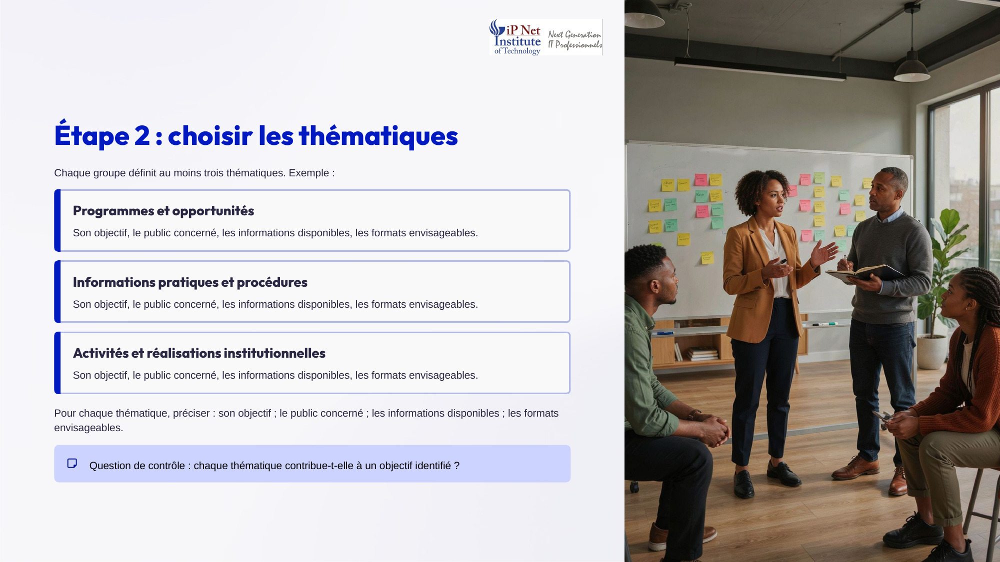 iP Net
Institute
of Technology
Next Generation
IT Professionnels
Étape 2 : choisir les thématiques
Chaque groupe définit au moins trois thématiques. Exemple :
Programmes et opportunités
Son objectif, le public concerné, les informations disponibles, les formats envisageables.
Informations pratiques et procédures
Son objectif, le public concerné, les informations disponibles, les formats envisageables.
Activités et réalisations institutionnelles
Son objectif, le public concerné, les informations disponibles, les formats envisageables.
Pour chaque thématique, préciser : son objectif ; le public concerné ; les informations disponibles ; les formats
envisageables.
Question de contrôle : chaque thématique contribue-t-elle à un objectif identifié ?